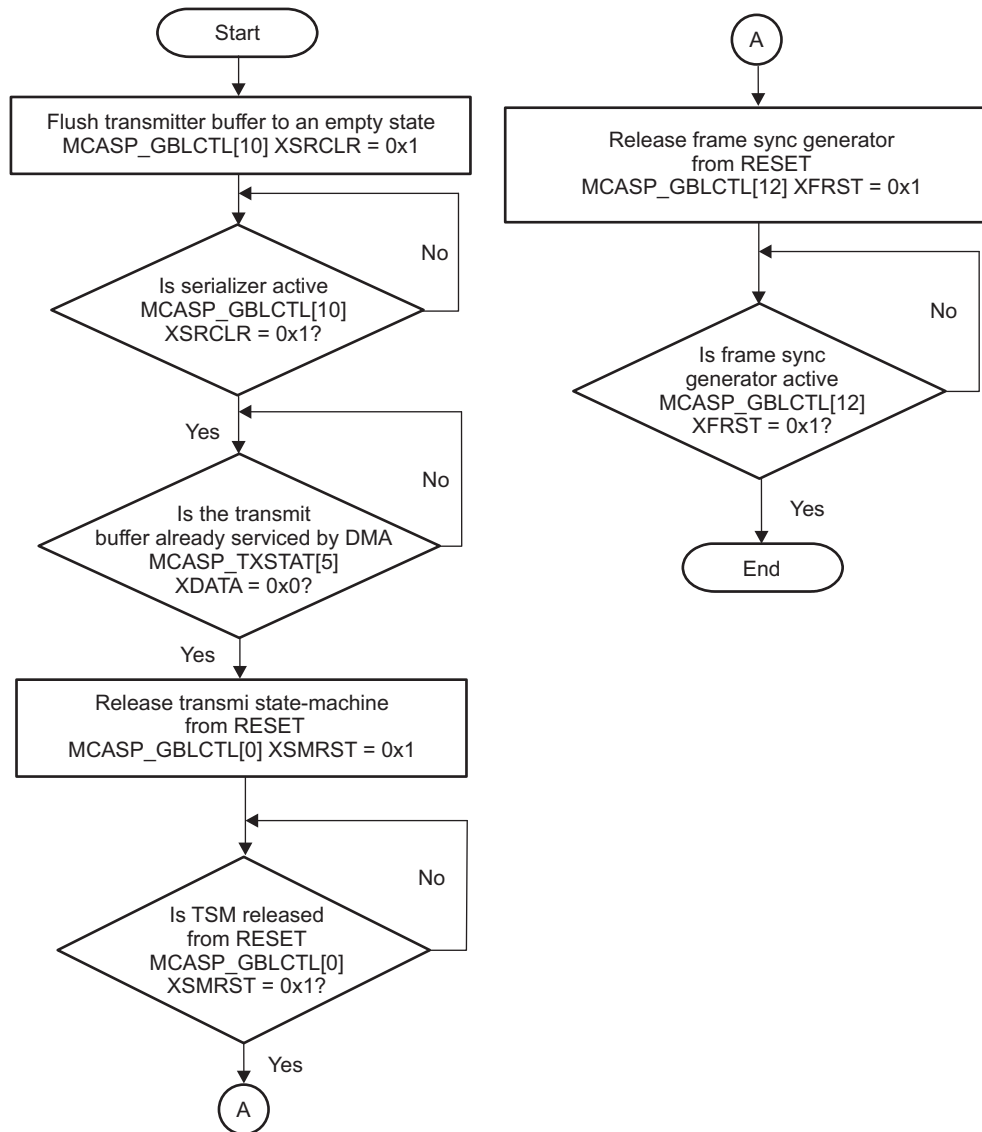 Start
Flush transmitter buffer to an empty state
MCASP_GBLCTL[10] XSRCLR = 0x1
No
Is serializer active
MCASP_GBLCTL[10]
XSRCLR = 0x1?
Yes
No
Is the transmit
buffer already serviced by DMA
MCASP_TXSTAT[5]
XDATA = 0x0?
Yes
Release transmi state-machine
from RESET
MCASP_GBLCTL[0] XSMRST = 0x1
No
Is TSM released
from RESET
MCASP_GBLCTL[0]
XSMRST = 0x1?
Yes
A
A
Release frame sync generator
from RESET
MCASP_GBLCTL[12] XFRST = 0x1
No
Is frame sync
generator active
MCASP_GBLCTL[12]
XFRST = 0x1?
Yes
End